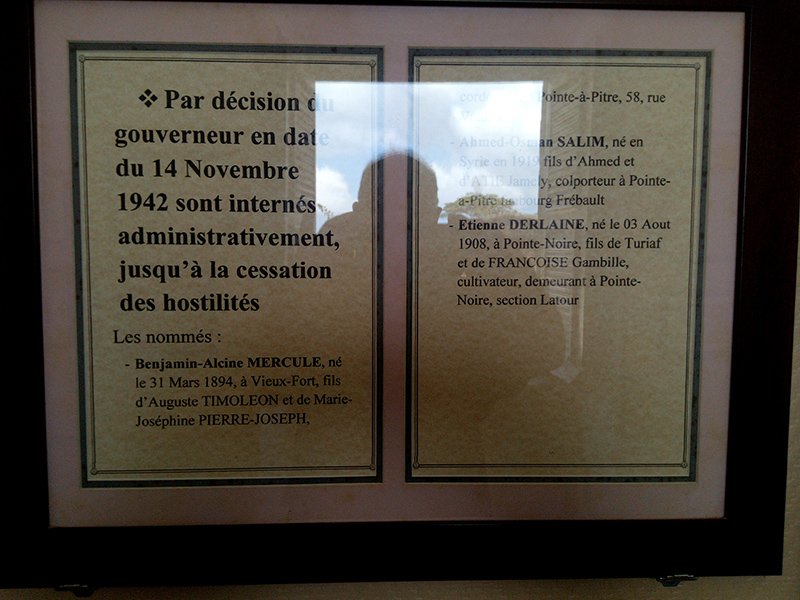 ❖ Par décision du
gouverneur en date
du 14 Novembre
1942 sont internés
administrativement,
jusqu'à la cessation
des hostilités
Les nommés :
- Benjamin-Alcine MERCULE, né
le 31 Mars 1894, à Vieux-Fort, fils
d'Auguste TIMOLEON et de Marie-
Joséphine PIERRE-JOSEPH,
Pointe-à-Pitre, 58, rue
- Ahmed-Osman SALIM, né en
Syrie en 1919 fils d'Ahmed et
d'ATIE Jamely, colporteur à Pointe-
à-Pitre faubourg Frébault
- Etienne DERLAINE, né le 03 Aout
1908, à Pointe-Noire, fils de Turiaf
et de FRANCOISE Gambille,
cultivateur, demeurant à Pointe-
Noire, section Latour